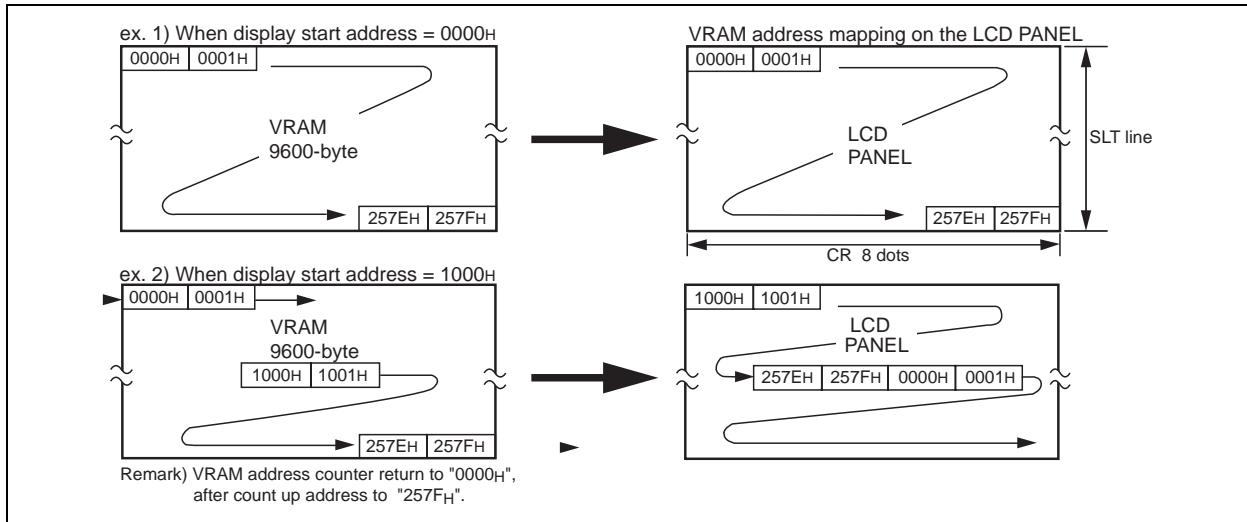 ex. 1) When display start address = 0000H
0000H 0001H
VRAM
9600-byte
257EH 257FH
VRAM address mapping on the LCD PANEL
0000H 0001H
LCD
PANEL
SLT line
257EH 257FH
CR 8 dots
ex. 2) When display start address = 1000H
0000H 0001H
VRAM
9600-byte
1000H 1001H
257EH 257FH
1000H 1001H
LCD
PANEL
257EH 257FH 0000H 0001H
Remark) VRAM address counter return to "0000H",
after count up address to "257FH".